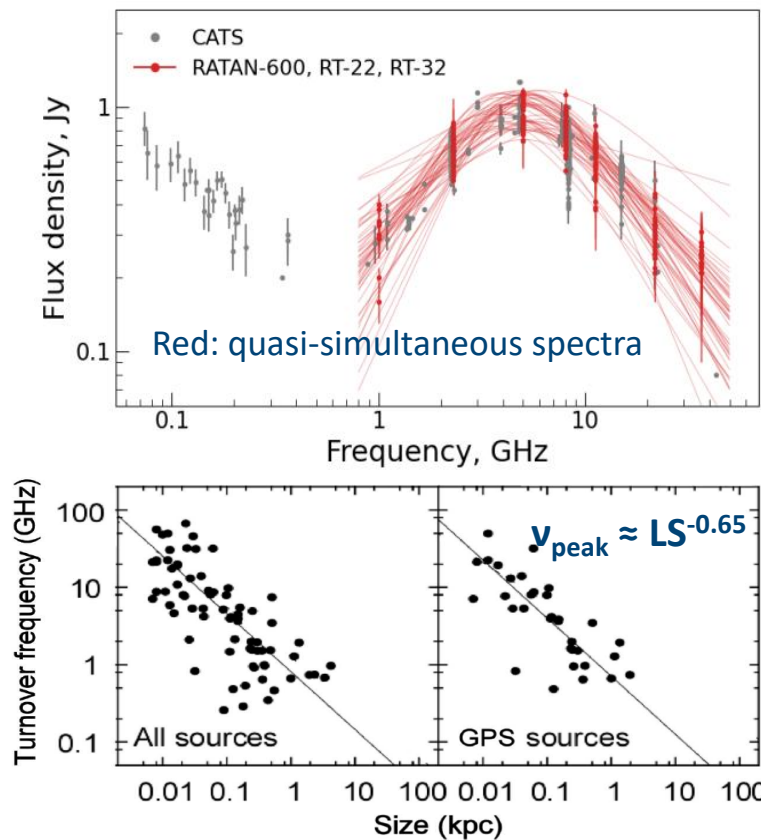 CATS
RATAN-600, RT-22, RT-32
Flux density, Jy
1
0.1
Red: quasi-simultaneous spectra
0.1 1 10
Frequency, GHz
Turnover frequency (GHz)
100
10
1
0.1
All sources
νpeak ≈ LS-0.65
GPS sources
0.01 0.1 1 10 100 0.01 0.1 1 10 100
Size (kpc)